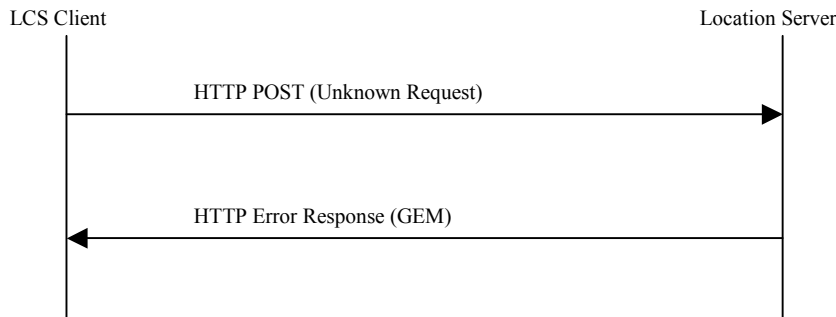 LCS Client
Location Server
HTTP POST (Unknown Request)
HTTP Error Response (GEM)